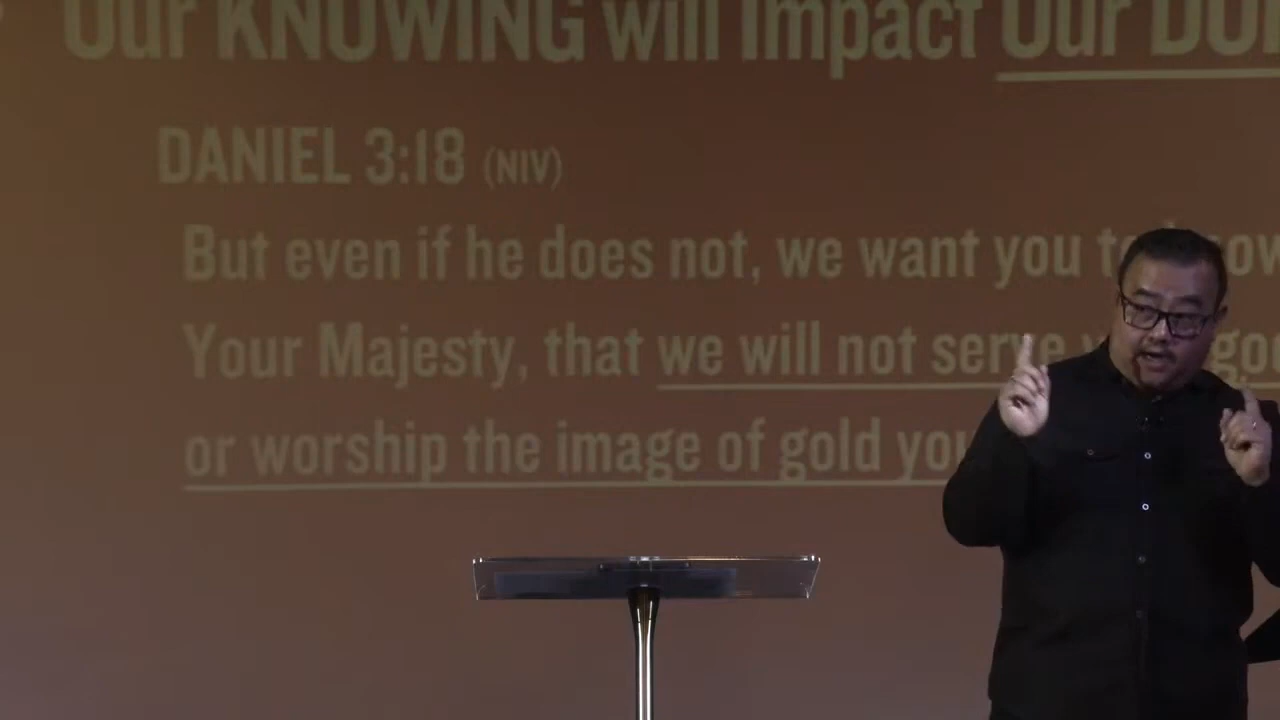 Our KNOWING will Impact Our
DANIEL 3:18 (NIV)
But even if he does not, we want you
Your Majesty, that we will not serve
or worship the image of gold you